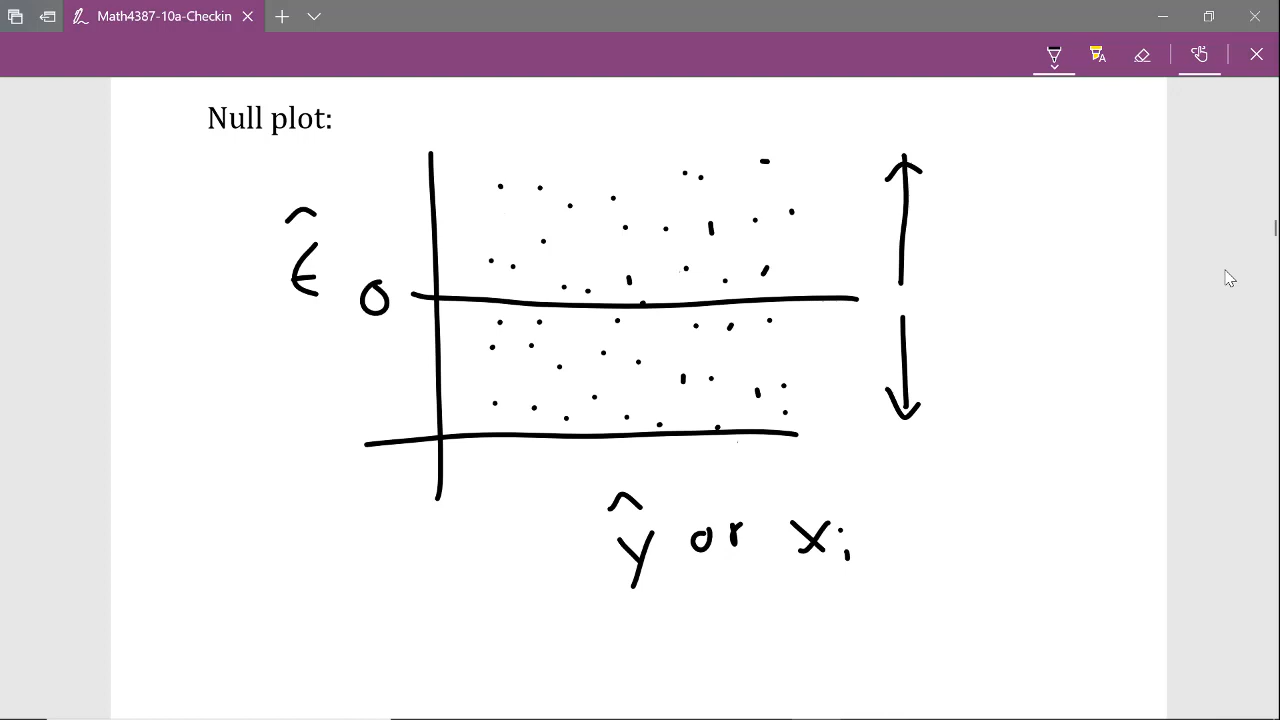 Math4387-10a-Checkin
Null plot:
ε̂
0
ŷ or xᵢ